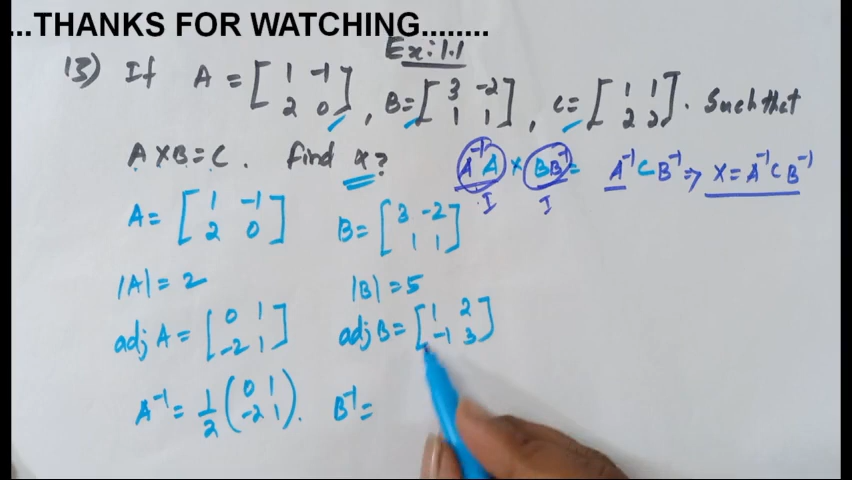 ...THANKS FOR WATCHING........
Ex:1.1
13) If A = [1 -1 2 0], B = [3 -2 1 1], C = [1 1 2 2]. Such that
A X B = C. Find x?
A⁻¹A X BB⁻¹ = A⁻¹CB⁻¹ ⇒ X = A⁻¹CB⁻¹
I I
A = [1 -1 2 0] B = [3 -2 1 1]
|A| = 2 |B| = 5
adj A = [0 1 -2 1] adj B = [1 2 -1 3]
A⁻¹ = 1/2 (0 1 -2 1). B⁻¹ =